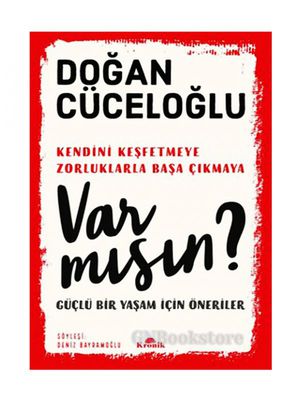 DOĞAN
CÜCELOĞLU
KENDİNİ KEŞFETMEYE
ZORLUKLARLA BAŞA ÇIKMAYA
Var
mısın?
GÜÇLÜ BİR YAŞAM İÇİN ÖNERİLER
GNBookstore
SÖYLEŞİ:
DENİZ BAYRAMOĞLU
Kronik